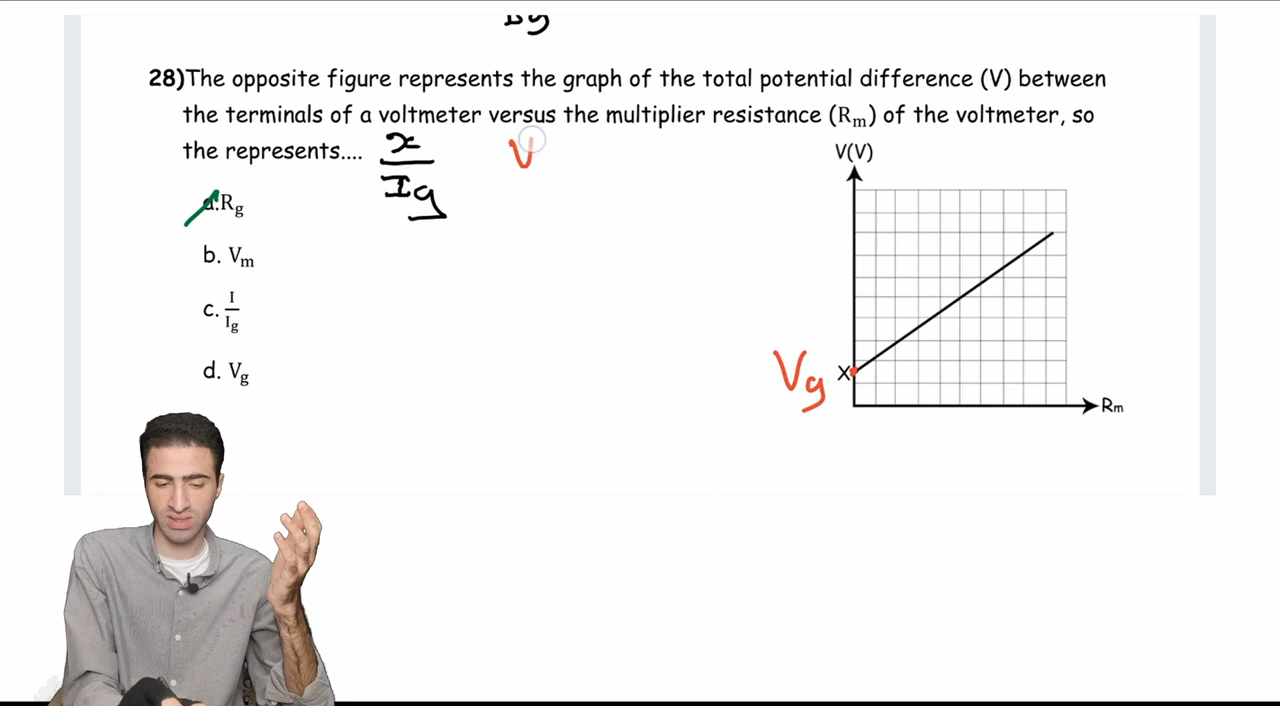 28)The opposite figure represents the graph of the total potential difference (V) between
the terminals of a voltmeter versus the multiplier resistance (Rm) of the voltmeter, so
the represents.... x/Ig V
a.Rg
b. Vm
c. I/Ig
d. Vg
V(V)
Vg X
Rm